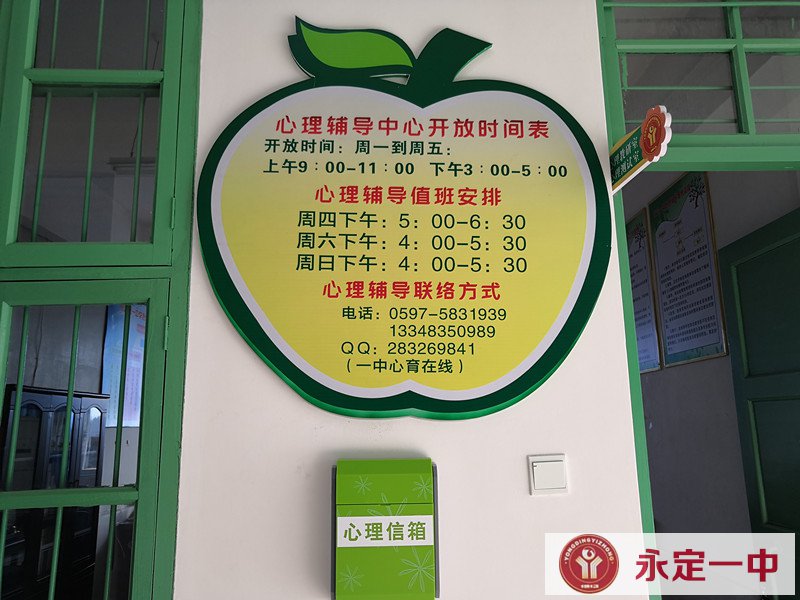 心理辅导中心开放时间表
开放时间：周一到周五：
上午9：00-11：00 下午3：00-5：00
心理辅导值班安排
周四下午：5：00-6：30
周六下午：4：00-5：30
周日下午：4：00-5：30
心理辅导联络方式
电话：0597-5831939
13348350989
QQ：283269841
（一中心育在线）
心理信箱
YONGDINGYIZHONG
永定一中